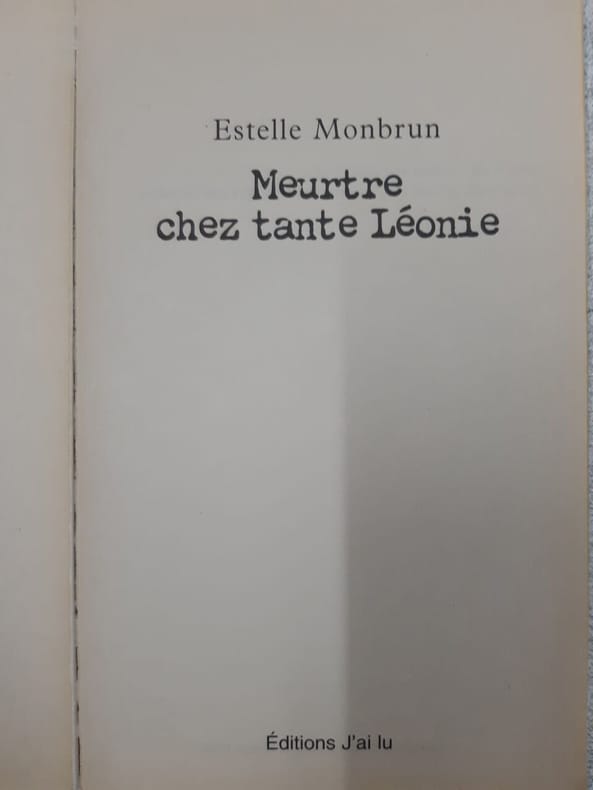 Estelle Monbrun
Meurtre
chez tante Léonie
Éditions J'ai lu